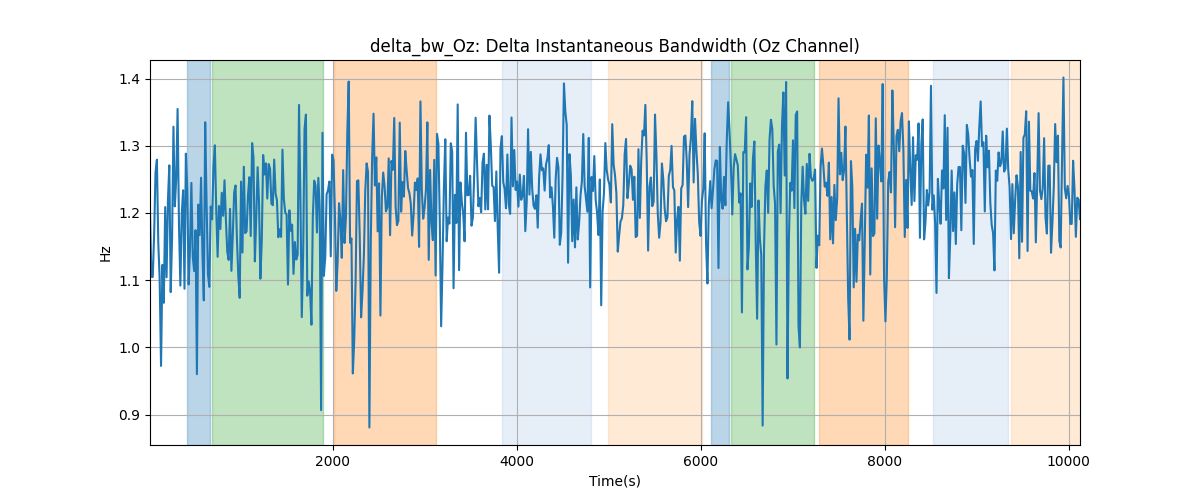 delta_bw_Oz: Delta Instantaneous Bandwidth (Oz Channel)
1.4
1.3
1.2
1.1
1.0
0.9
Hz
2000 4000 6000 8000 10000
Time(s)